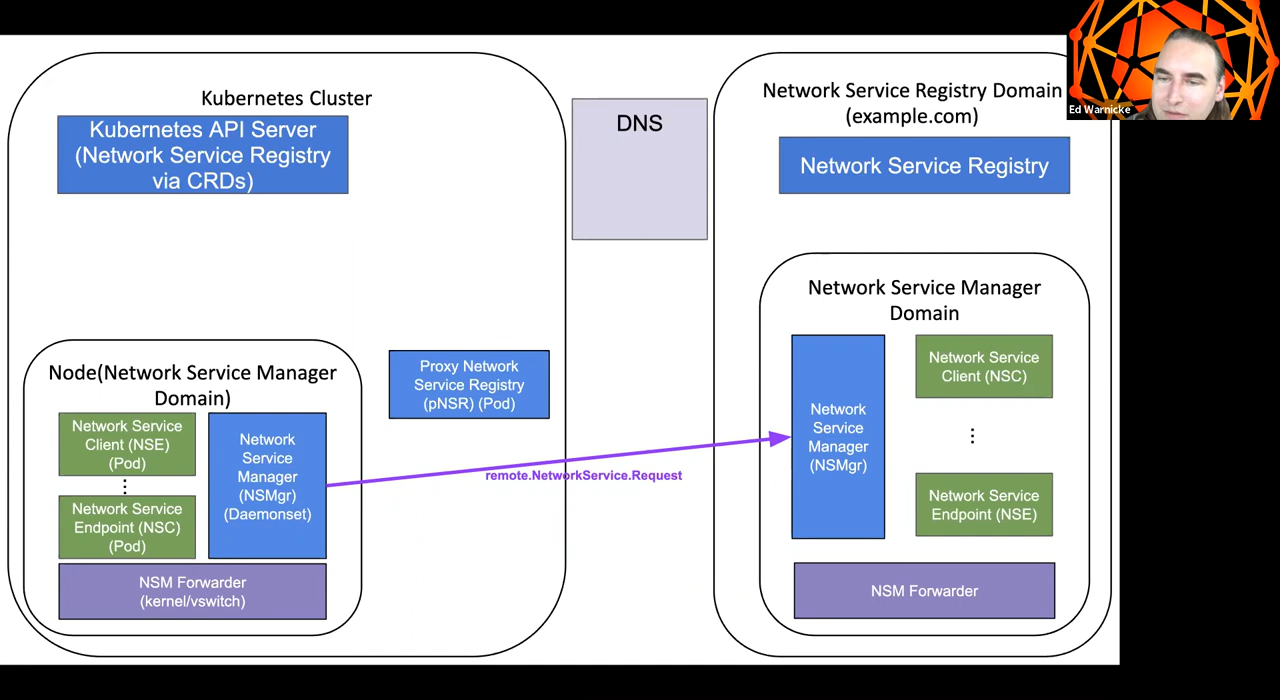 Kubernetes Cluster
Kubernetes API Server
(Network Service Registry
via CRDs)
Node(Network Service Manager
Domain)
Network Service
Client (NSE)
(Pod)
Network Service
Endpoint (NSC)
(Pod)
Network
Service
Manager
(NSMgr)
(Daemonset)
NSM Forwarder
(kernel/vswitch)
Proxy Network
Service Registry
(pNSR) (Pod)
remote.NetworkService.Request
DNS
Network Service Registry Domain
(example.com)
Network Service Registry
Network Service Manager
Domain
Network
Service
Manager
(NSMgr)
Network Service
Client (NSC)
Network Service
Endpoint (NSE)
NSM Forwarder
Ed Warnicke